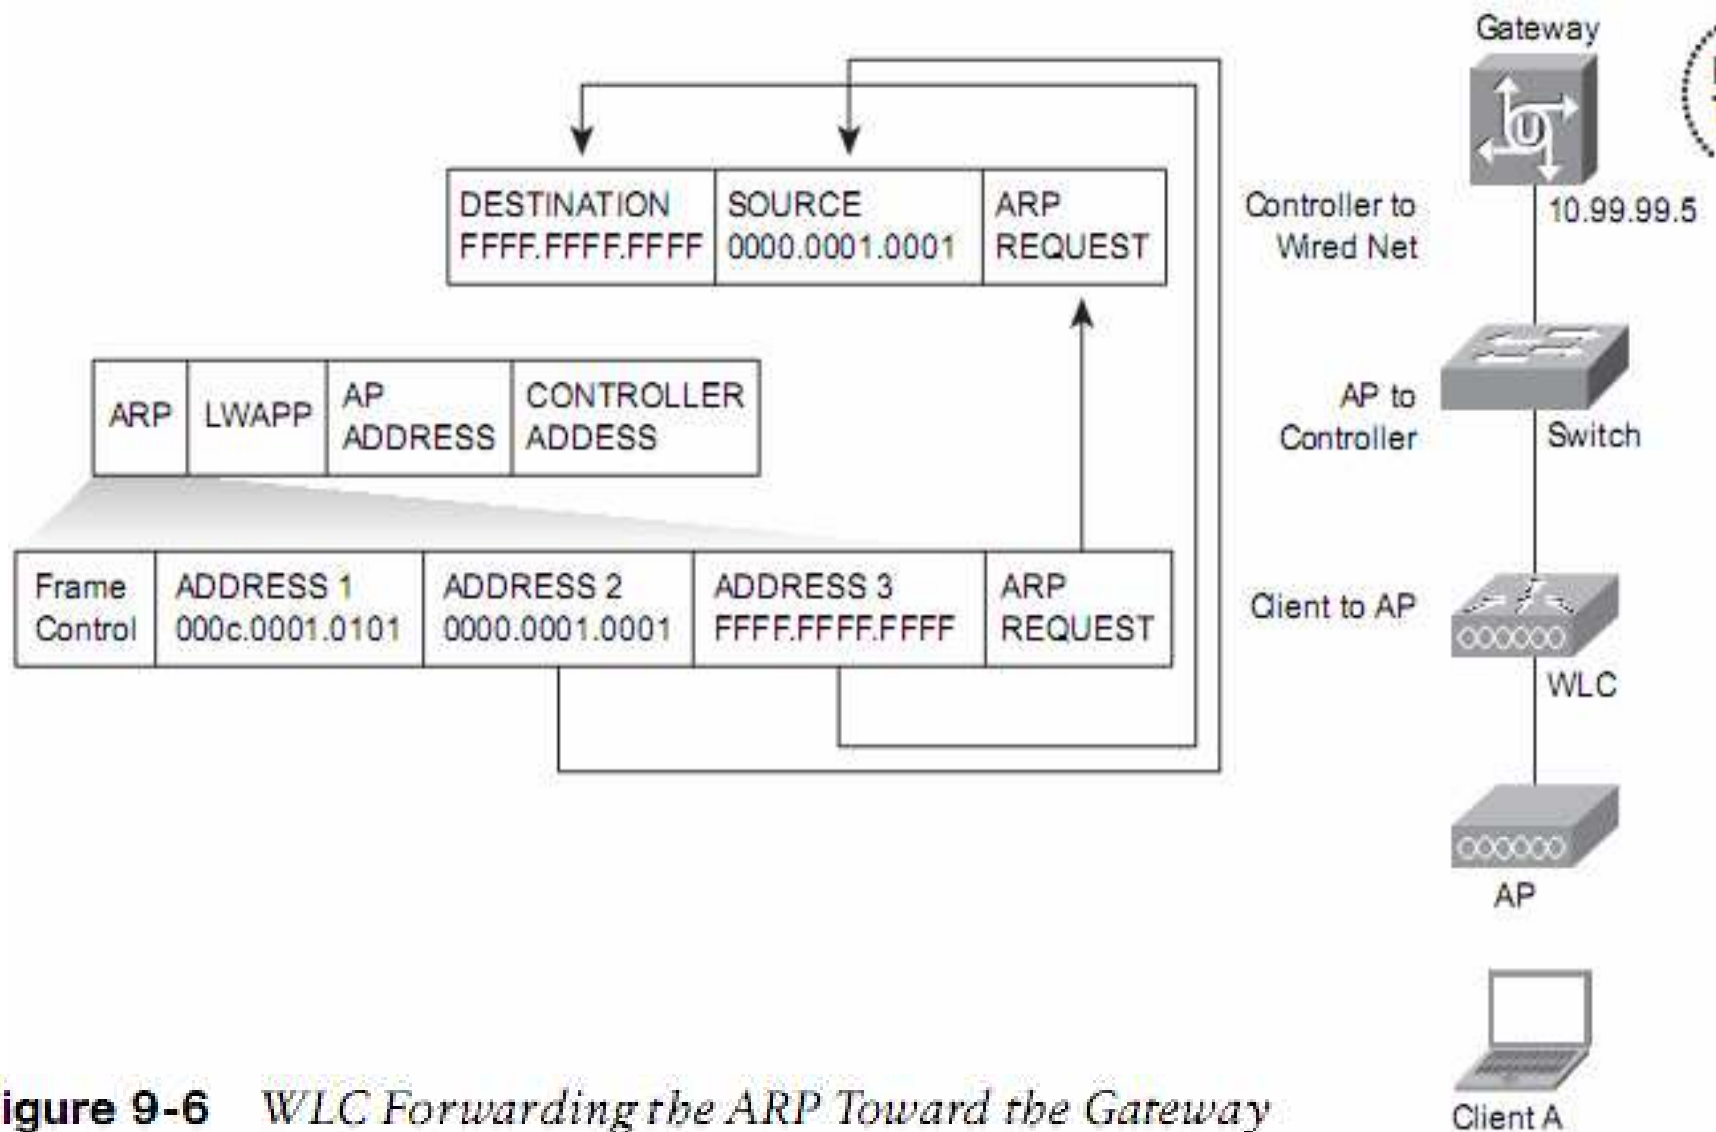 Gateway
10.99.99.5
DESTINATION
FFFF.FFFF.FFFF
SOURCE
0000.0001.0001
ARP
REQUEST
Controller to
Wired Net
ARP
LWAPP
AP
ADDRESS
CONTROLLER
ADDESS
AP to
Controller
Switch
Frame
Control
ADDRESS 1
000c.0001.0101
ADDRESS 2
0000.0001.0001
ADDRESS 3
FFFF.FFFF.FFFF
ARP
REQUEST
Client to AP
WLC
AP
Client A
igure 9-6 WLC Forwarding the ARP Toward the Gateway